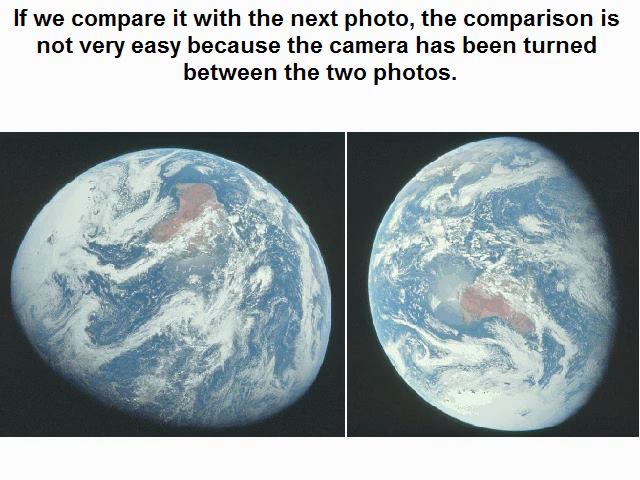 If we compare it with the next photo, the comparison is
not very easy because the camera has been turned
between the two photos.